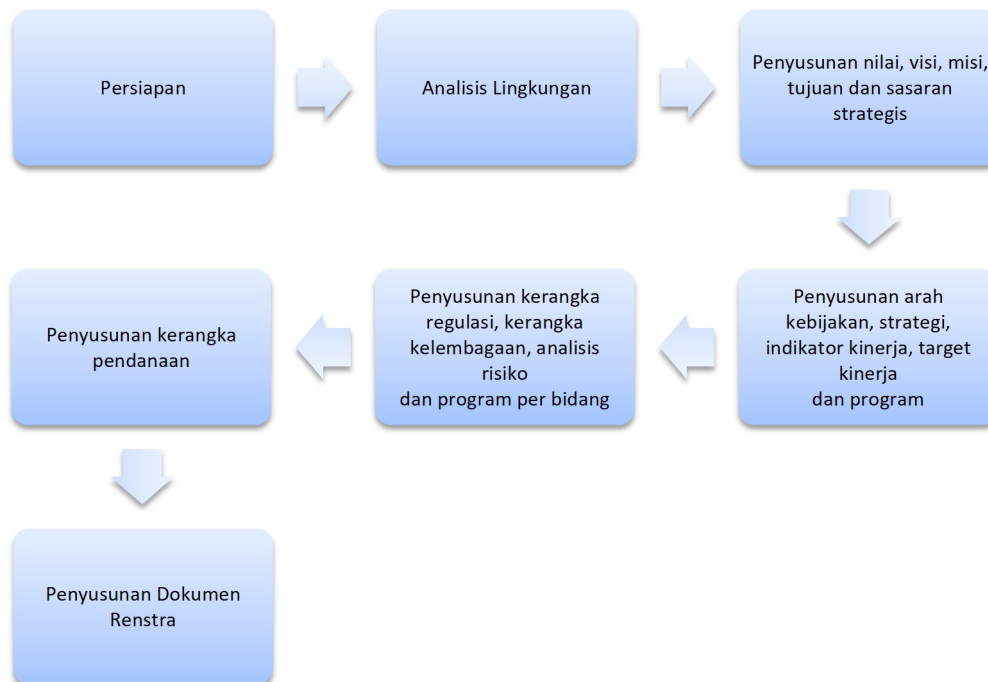 Persiapan
Analisis Lingkungan
Penyusunan nilai, visi, misi,
tujuan dan sasaran
strategis
Penyusunan arah
kebijakan, strategi,
indikator kinerja, target
kinerja
dan program
Penyusunan kerangka
regulasi, kerangka
kelembagaan, analisis
risiko
dan program per bidang
Penyusunan kerangka
pendanaan
Penyusunan Dokumen
Renstra